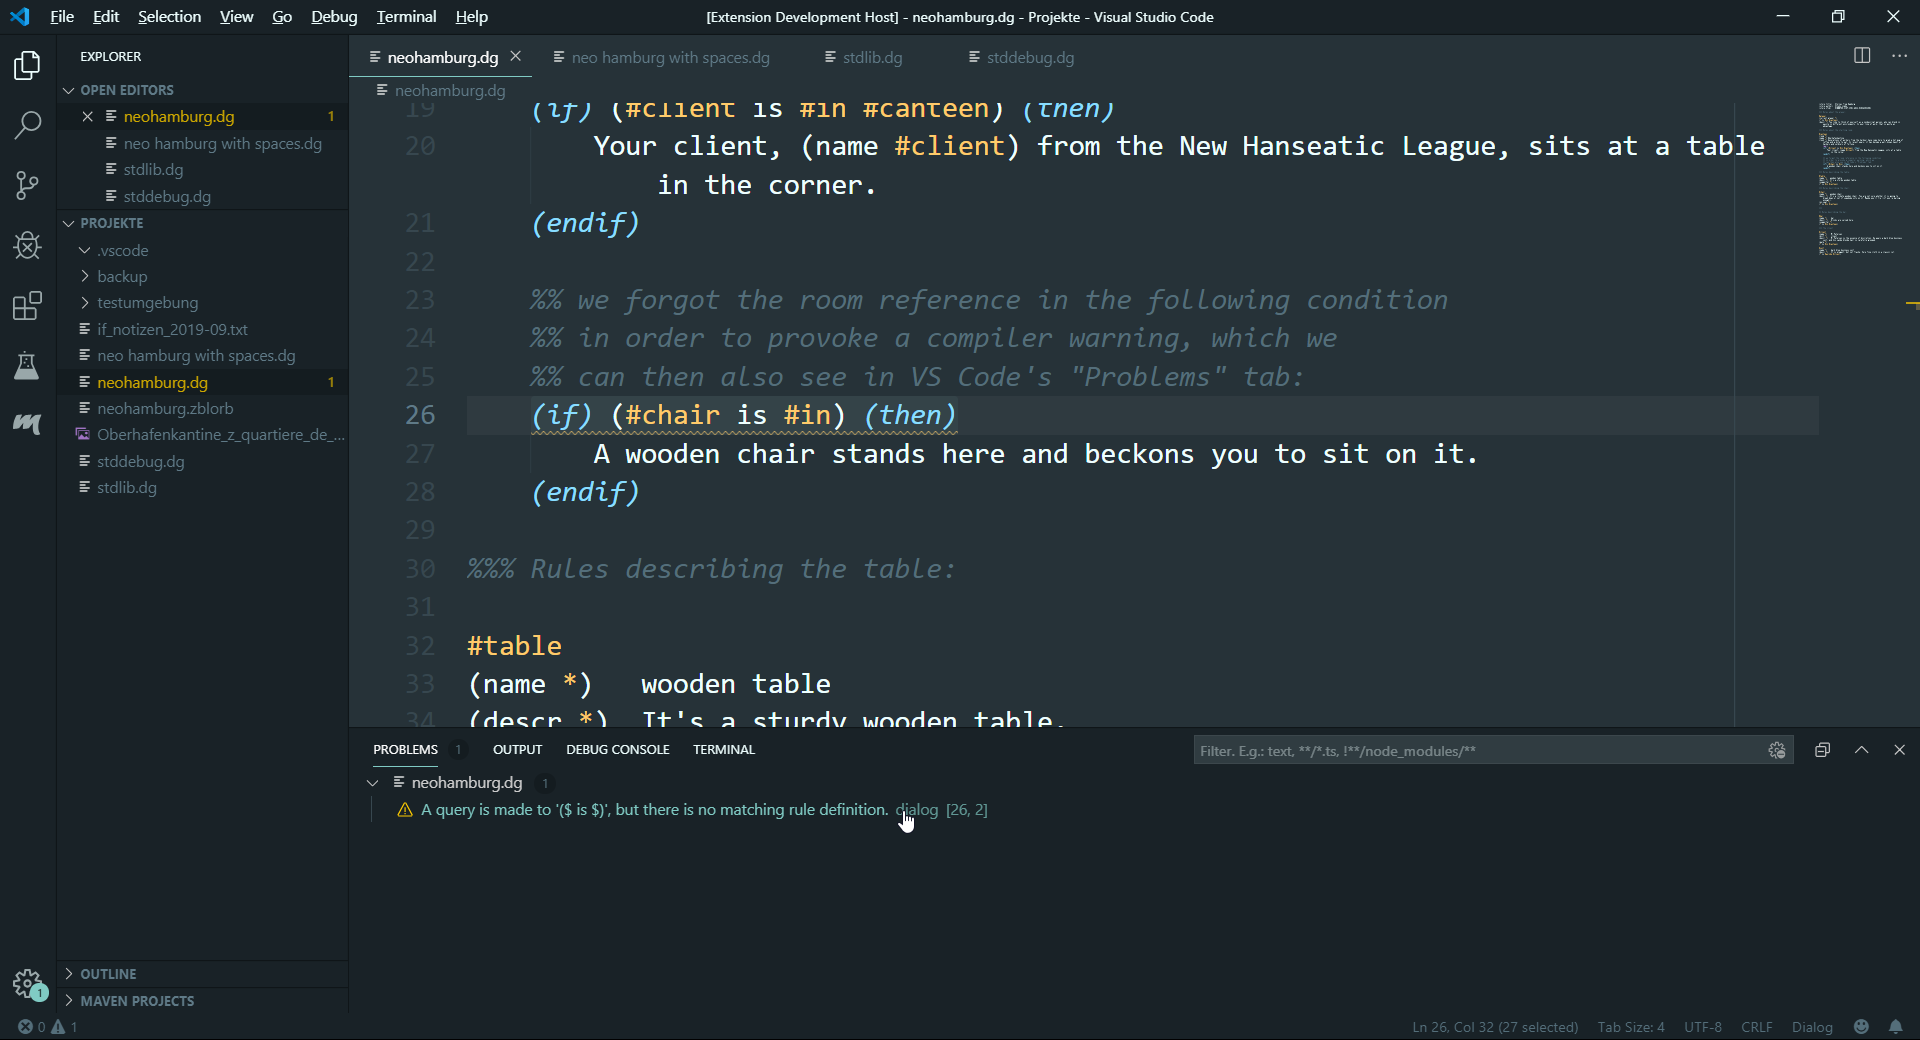 File Edit Selection View Go Debug Terminal Help
[Extension Development Host] - neohamburg.dg - Projekte - Visual Studio Code
EXPLORER
OPEN EDITORS
neohamburg.dg 1
neo hamburg with spaces.dg
stdlib.dg
stddebug.dg
PROJEKTE
.vscode
backup
testumgebung
if_notizen_2019-09.txt
neo hamburg with spaces.dg
neohamburg.dg 1
neohamburg.zblorb
Oberhafenkantine_z_quartiere_de_...
stddebug.dg
stdlib.dg
OUTLINE
MAVEN PROJECTS
neohamburg.dg neo hamburg with spaces.dg stdlib.dg stddebug.dg
neohamburg.dg
19 (if) (#client is #in #canteen) (then)
20 Your client, (name #client) from the New Hanseatic League, sits at a table
in the corner.
21 (endif)
22
23 %% we forgot the room reference in the following condition
24 %% in order to provoke a compiler warning, which we
25 %% can then also see in VS Code's "Problems" tab:
26 (if) (#chair is #in) (then)
27 A wooden chair stands here and beckons you to sit on it.
28 (endif)
29
30 %%% Rules describing the table:
31
32 #table
33 (name *) wooden table
34 (descr *) It's a sturdy wooden table.
PROBLEMS 1 OUTPUT DEBUG CONSOLE TERMINAL
Filter. E.g.: text, **/*.ts, !**/node_modules/**
neohamburg.dg 1
A query is made to '($ is $)', but there is no matching rule definition. dialog [26, 2]
1
0 1
Ln 26, Col 32 (27 selected) Tab Size: 4 UTF-8 CRLF Dialog